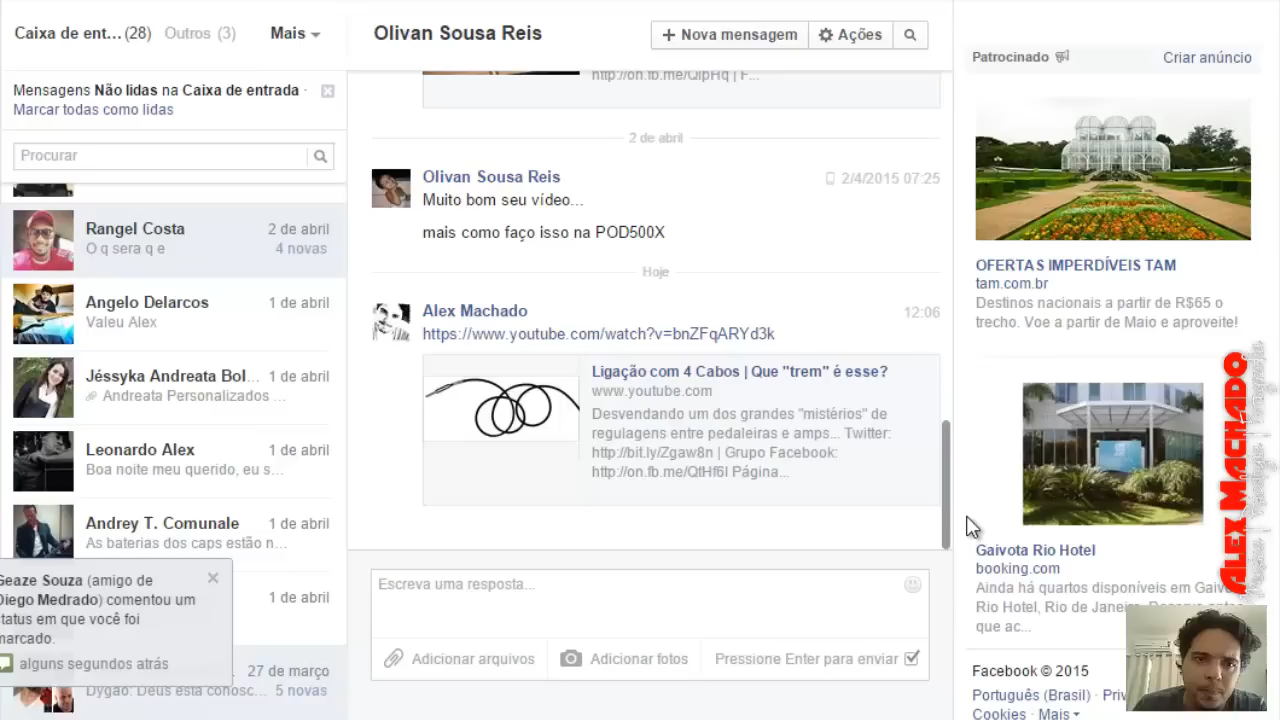 Caixa de ent... (28) Outros (3) Mais
Mensagens Não lidas na Caixa de entrada ·
Marcar todas como lidas
Procurar
Rangel Costa 2 de abril
O q sera q e 4 novas
Angelo Delarcos 1 de abril
Valeu Alex
Jéssyka Andreata Bol... 1 de abril
Andreata Personalizados ...
Leonardo Alex 1 de abril
Boa noite meu querido, eu s...
Andrey T. Comunale 1 de abril
As baterias dos caps estão n...
1 de abril
Geaze Souza (amigo de
Diego Medrado) comentou um
status em que você foi
marcado.
alguns segundos atrás
27 de março
Dygão: Deus está conosc... 5 novas
Olivan Sousa Reis
Nova mensagem Ações
http://on.fb.me/QIpHq | F...
2 de abril
Olivan Sousa Reis 2/4/2015 07:25
Muito bom seu vídeo...
mais como faço isso na POD500X
Hoje
Alex Machado 12:06
https://www.youtube.com/watch?v=bnZFqARYd3k
Ligação com 4 Cabos | Que "trem" é esse?
www.youtube.com
Desvendando um dos grandes "mistérios" de
regulagens entre pedaleiras e amps... Twitter:
http://bit.ly/Zgaw8n | Grupo Facebook:
http://on.fb.me/QtHf6I Página...
Escreva uma resposta...
Adicionar arquivos Adicionar fotos Pressione Enter para enviar
Patrocinado Criar anúncio
OFERTAS IMPERDÍVEIS TAM
tam.com.br
Destinos nacionais a partir de R$65 o
trecho. Voe a partir de Maio e aproveite!
Gaivota Rio Hotel
booking.com
Ainda há quartos disponíveis em Gaiv
Rio Hotel, Rio de Janeiro.
que ac...
Facebook © 2015
Português (Brasil) · Priv
Cookies · Mais
ALEX MACHADO